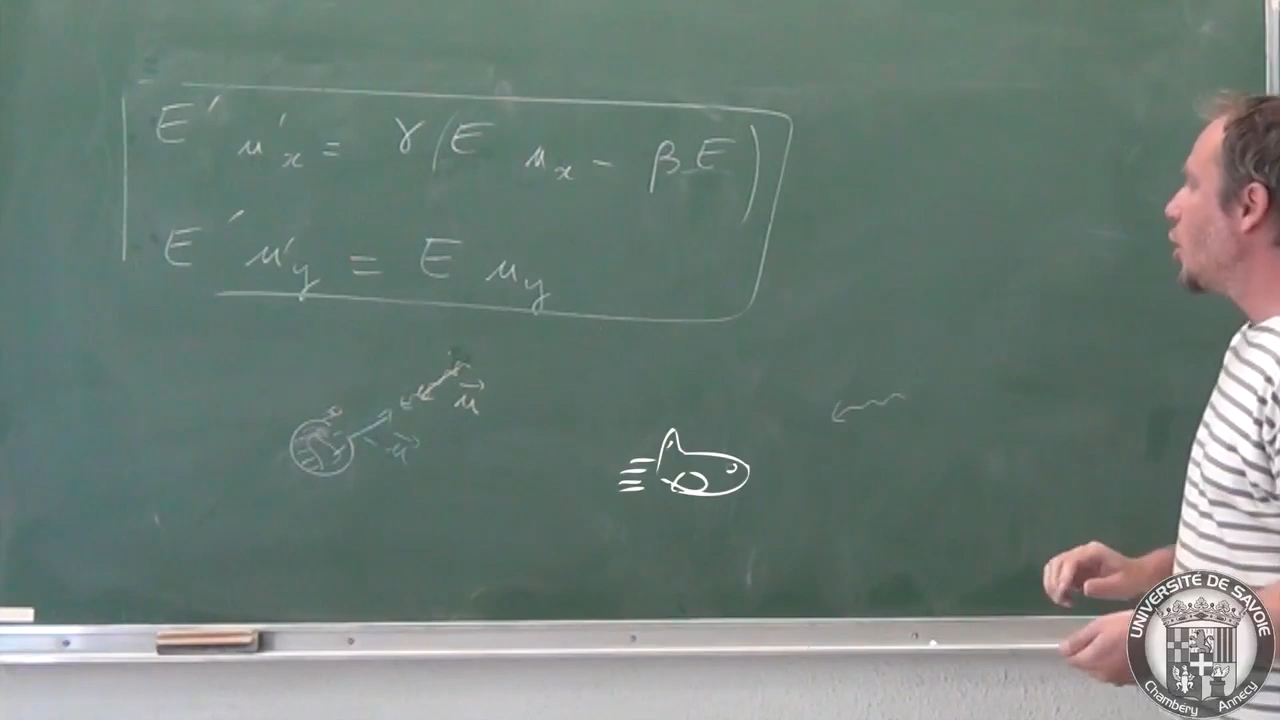 E' u'x = γ(E ux - βE)
E' u'y = E uy
u⃗
-u⃗
UNIVERSITÉ DE SAVOIE
Chambéry Annecy